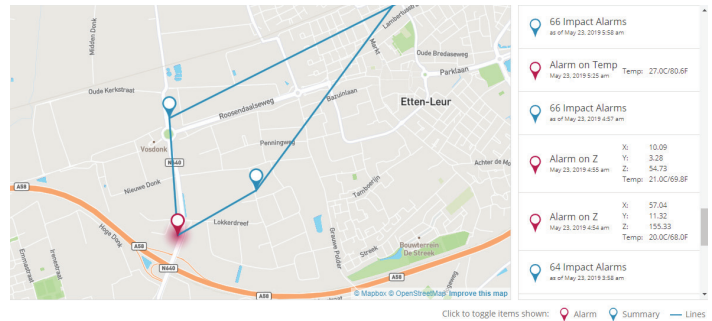 Lambertusstr
Markt
Midden Donk
Oude Bredaseweg
Parklaan
Oude Kerkstraat
Bazuinlaan
Etten-Leur
Roosendaalseweg
Vosdonk
Penningweg
N640
Achter de Mo
A58
Nieuwe Donk
Tamboerijn
Lokkerdreef
Hoge Donk
Grauwe Polder
A58
Streek
Bouwterrein
De Streek
Emmastraat
Irenestraat
N640
A58
© Mapbox © OpenStreetMap Improve this map
66 Impact Alarms
as of May 23, 2019 5:58 am
Alarm on Temp
May 23, 2019 5:25 am
Temp: 27.0C/80.6F
66 Impact Alarms
as of May 23, 2019 4:57 am
Alarm on Z
May 23, 2019 4:55 am
X: 10.09
Y: 3.28
Z: 54.73
Temp: 21.0C/69.8F
Alarm on Z
May 23, 2019 4:54 am
X: 57.04
Y: 11.32
Z: 155.33
Temp: 20.0C/68.0F
64 Impact Alarms
as of May 23, 2019 3:58 am
Click to toggle items shown: Alarm Summary Lines